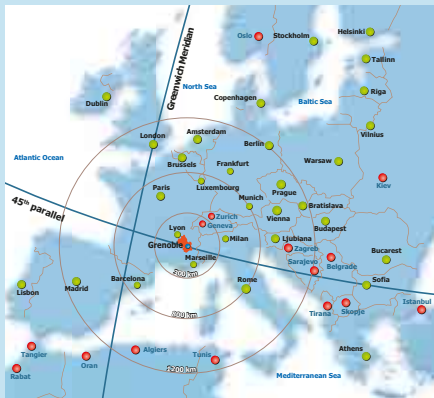 Oslo
Stockholm
Helsinki
Tallinn
North Sea
Greenwich Meridian
Riga
Copenhagen
Baltic Sea
Dublin
Vilnius
London
Amsterdam
Berlin
Atlantic Ocean
Brussels
Frankfurt
Warsaw
Kiev
Paris
Luxembourg
Prague
Munich
Bratislava
45th parallel
Zurich
Vienna
Geneva
Budapest
Lyon
Grenoble
Milan
Ljubiana
Zagreb
Bucarest
Marseille
Sarajevo
Belgrade
300 km
Lisbon
Madrid
Barcelona
Rome
Sofia
800 km
Tirana
Skopje
Istanbul
Tangier
Oran
Algiers
Tunis
Athens
Rabat
1200 km
Mediterranean Sea